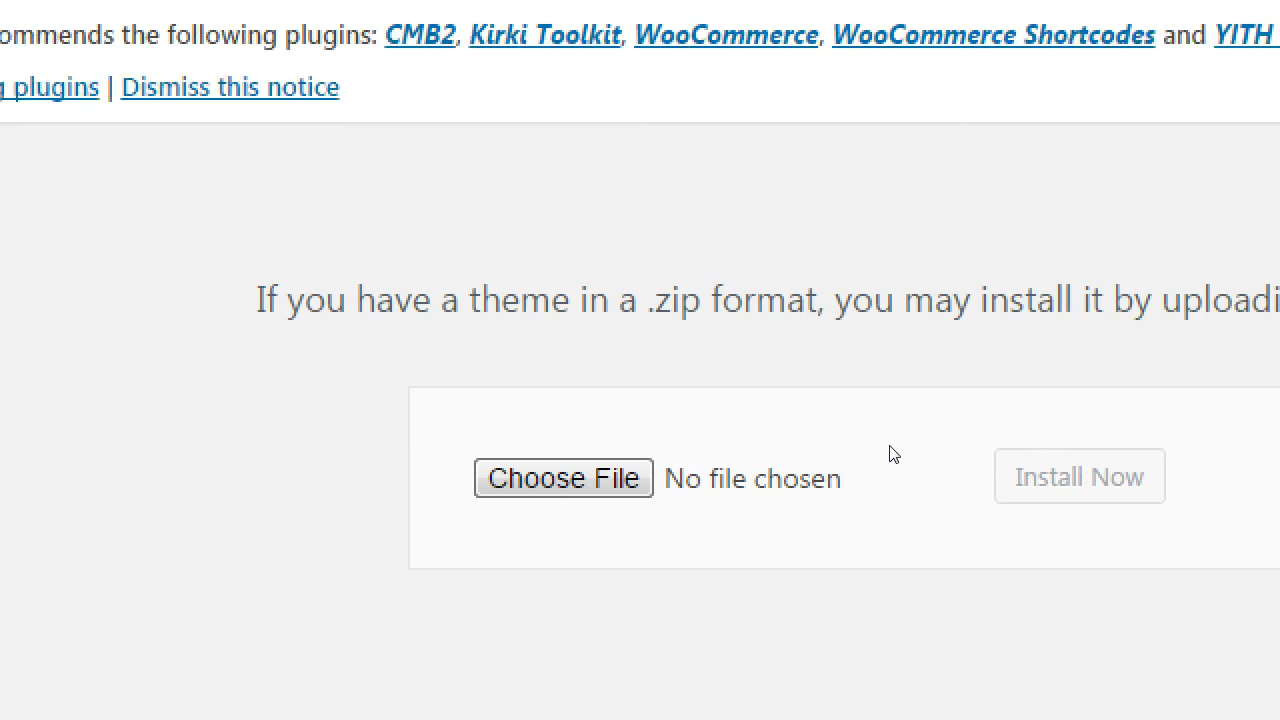 ommends the following plugins: CMB2, Kirki Toolkit, WooCommerce, WooCommerce Shortcodes and YITH
g plugins | Dismiss this notice
If you have a theme in a .zip format, you may install it by uploadi
Choose File No file chosen Install Now